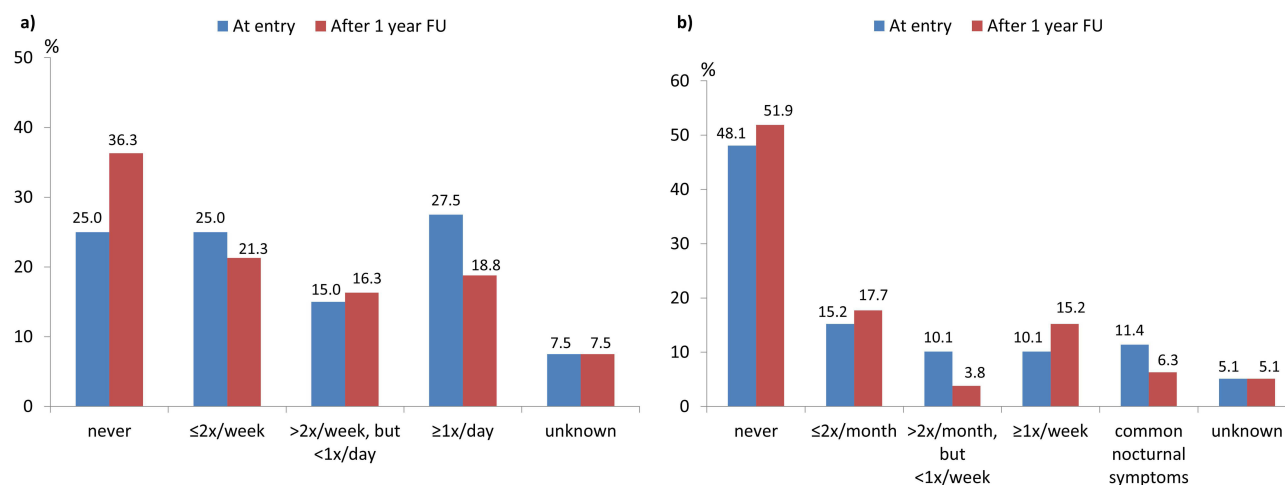 a)
At entry After 1 year FU
%
50
40
30
20
10
0
25.0 36.3
25.0 21.3
15.0 16.3
27.5 18.8
7.5 7.5
never ≤2x/week >2x/week, but ≥1x/day unknown
<1x/day
b)
At entry After 1 year FU
%
60
50
40
30
20
10
0
48.1 51.9
15.2 17.7
10.1 3.8
10.1 15.2
11.4 6.3
5.1 5.1
never ≤2x/month >2x/month, ≥1x/week common unknown
but nocturnal
<1x/week symptoms